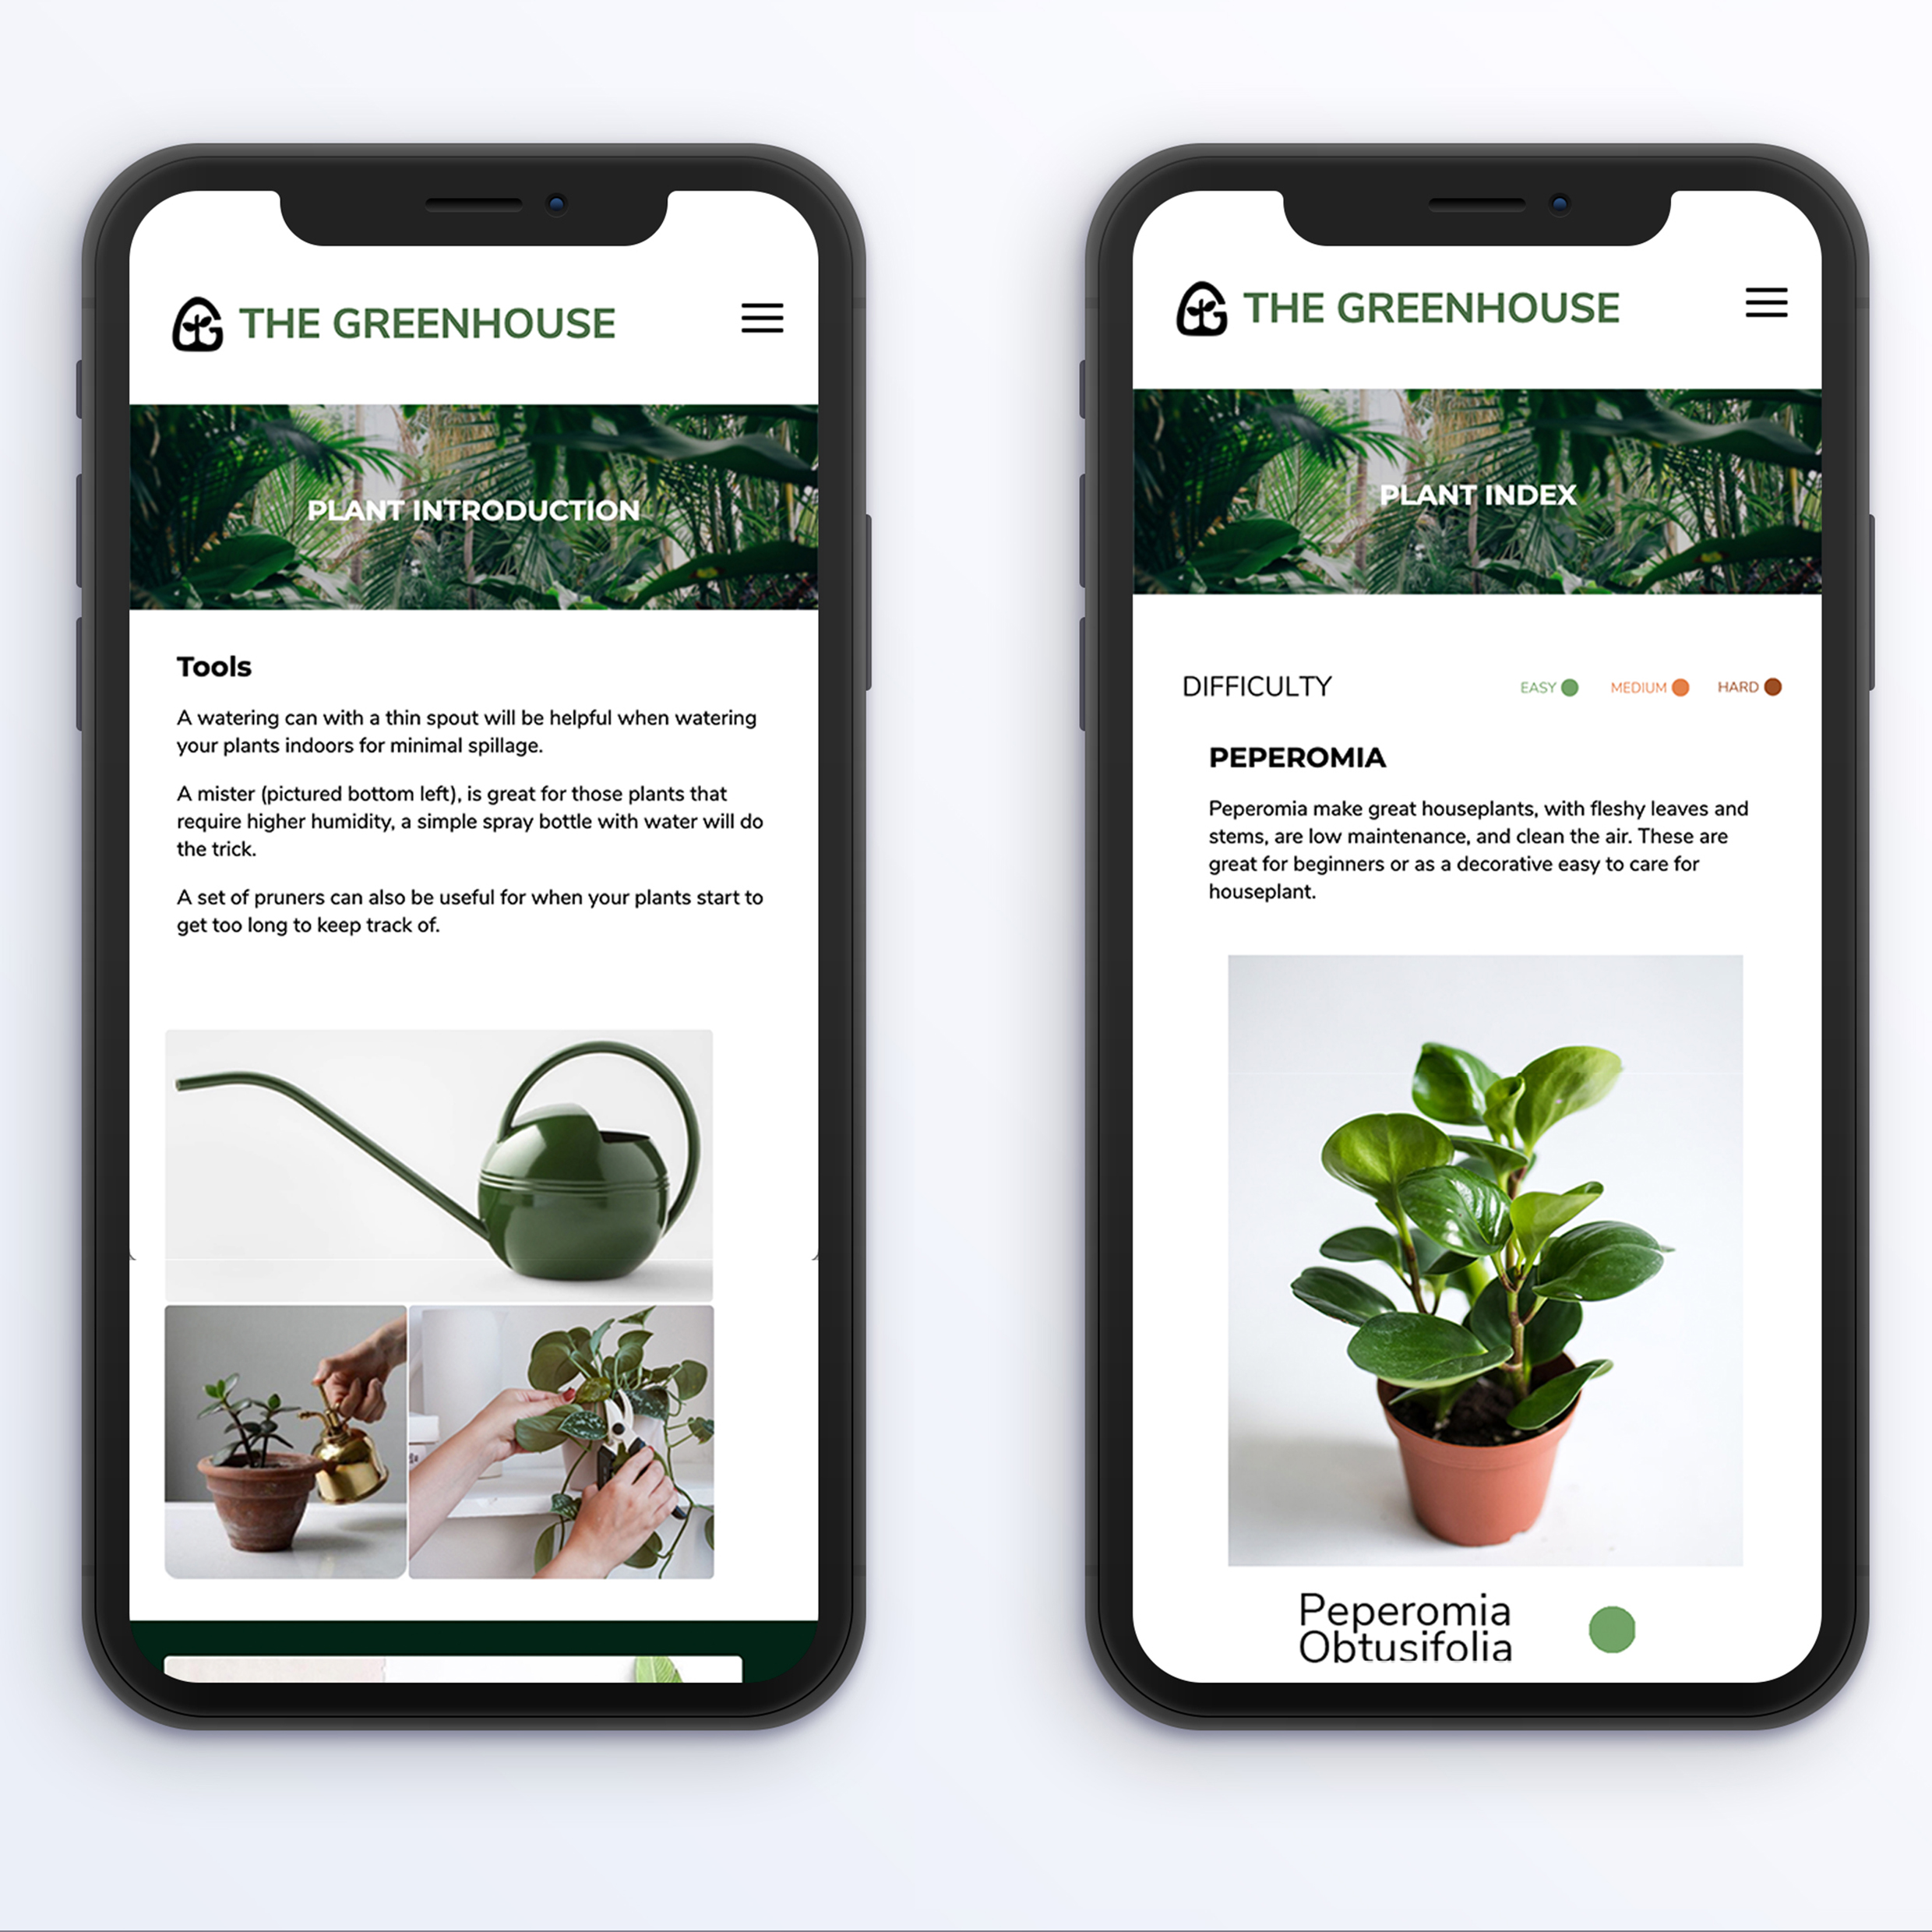 THE GREENHOUSE
PLANT INTRODUCTION
Tools
A watering can with a thin spout will be helpful when watering
your plants indoors for minimal spillage.
A mister (pictured bottom left), is great for those plants that
require higher humidity, a simple spray bottle with water will do
the trick.
A set of pruners can also be useful for when your plants start to
get too long to keep track of.
THE GREENHOUSE
PLANT INDEX
DIFFICULTY
EASY
MEDIUM
HARD
PEPEROMIA
Peperomia make great houseplants, with fleshy leaves and
stems, are low maintenance, and clean the air. These are
great for beginners or as a decorative easy to care for
houseplant.
Peperomia
Obtusifolia